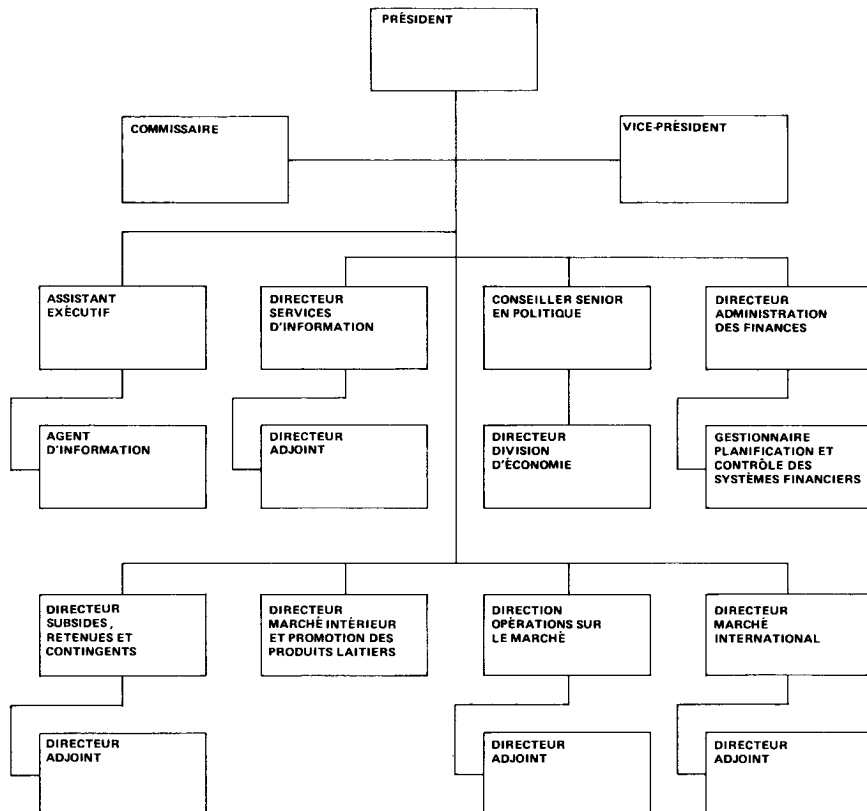 PRÉSIDENT
COMMISSAIRE
VICE-PRÉSIDENT
ASSISTANT
EXÉCUTIF
DIRECTEUR
SERVICES
D'INFORMATION
CONSEILLER SENIOR
EN POLITIQUE
DIRECTEUR
ADMINISTRATION
DES FINANCES
AGENT
D'INFORMATION
DIRECTEUR
ADJOINT
DIRECTEUR
DIVISION
D'ÉCONOMIE
GESTIONNAIRE
PLANIFICATION ET
CONTRÔLE DES
SYSTÈMES FINANCIERS
DIRECTEUR
SUBSIDES,
RETENUES ET
CONTINGENTS
DIRECTEUR
MARCHÉ INTÉRIEUR
ET PROMOTION DES
PRODUITS LAITIERS
DIRECTION
OPÉRATIONS SUR
LE MARCHÉ
DIRECTEUR
MARCHÉ
INTERNATIONAL
DIRECTEUR
ADJOINT
DIRECTEUR
ADJOINT
DIRECTEUR
ADJOINT